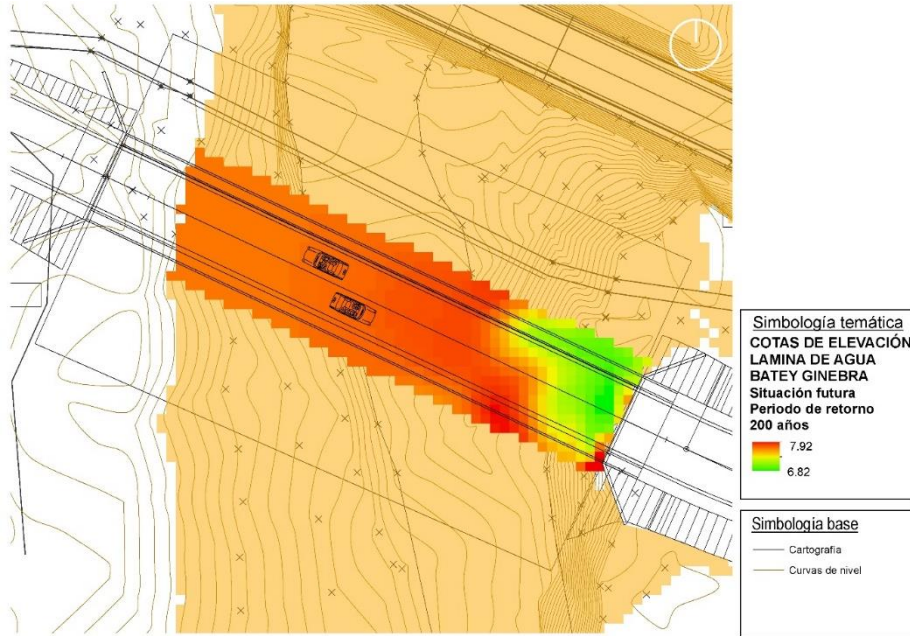 Simbología temática
COTAS DE ELEVACIÓN
LAMINA DE AGUA
BATEY GINEBRA
Situación futura
Periodo de retorno
200 años
7.92
6.82
Simbología base
Cartografia
Curvas de nivel